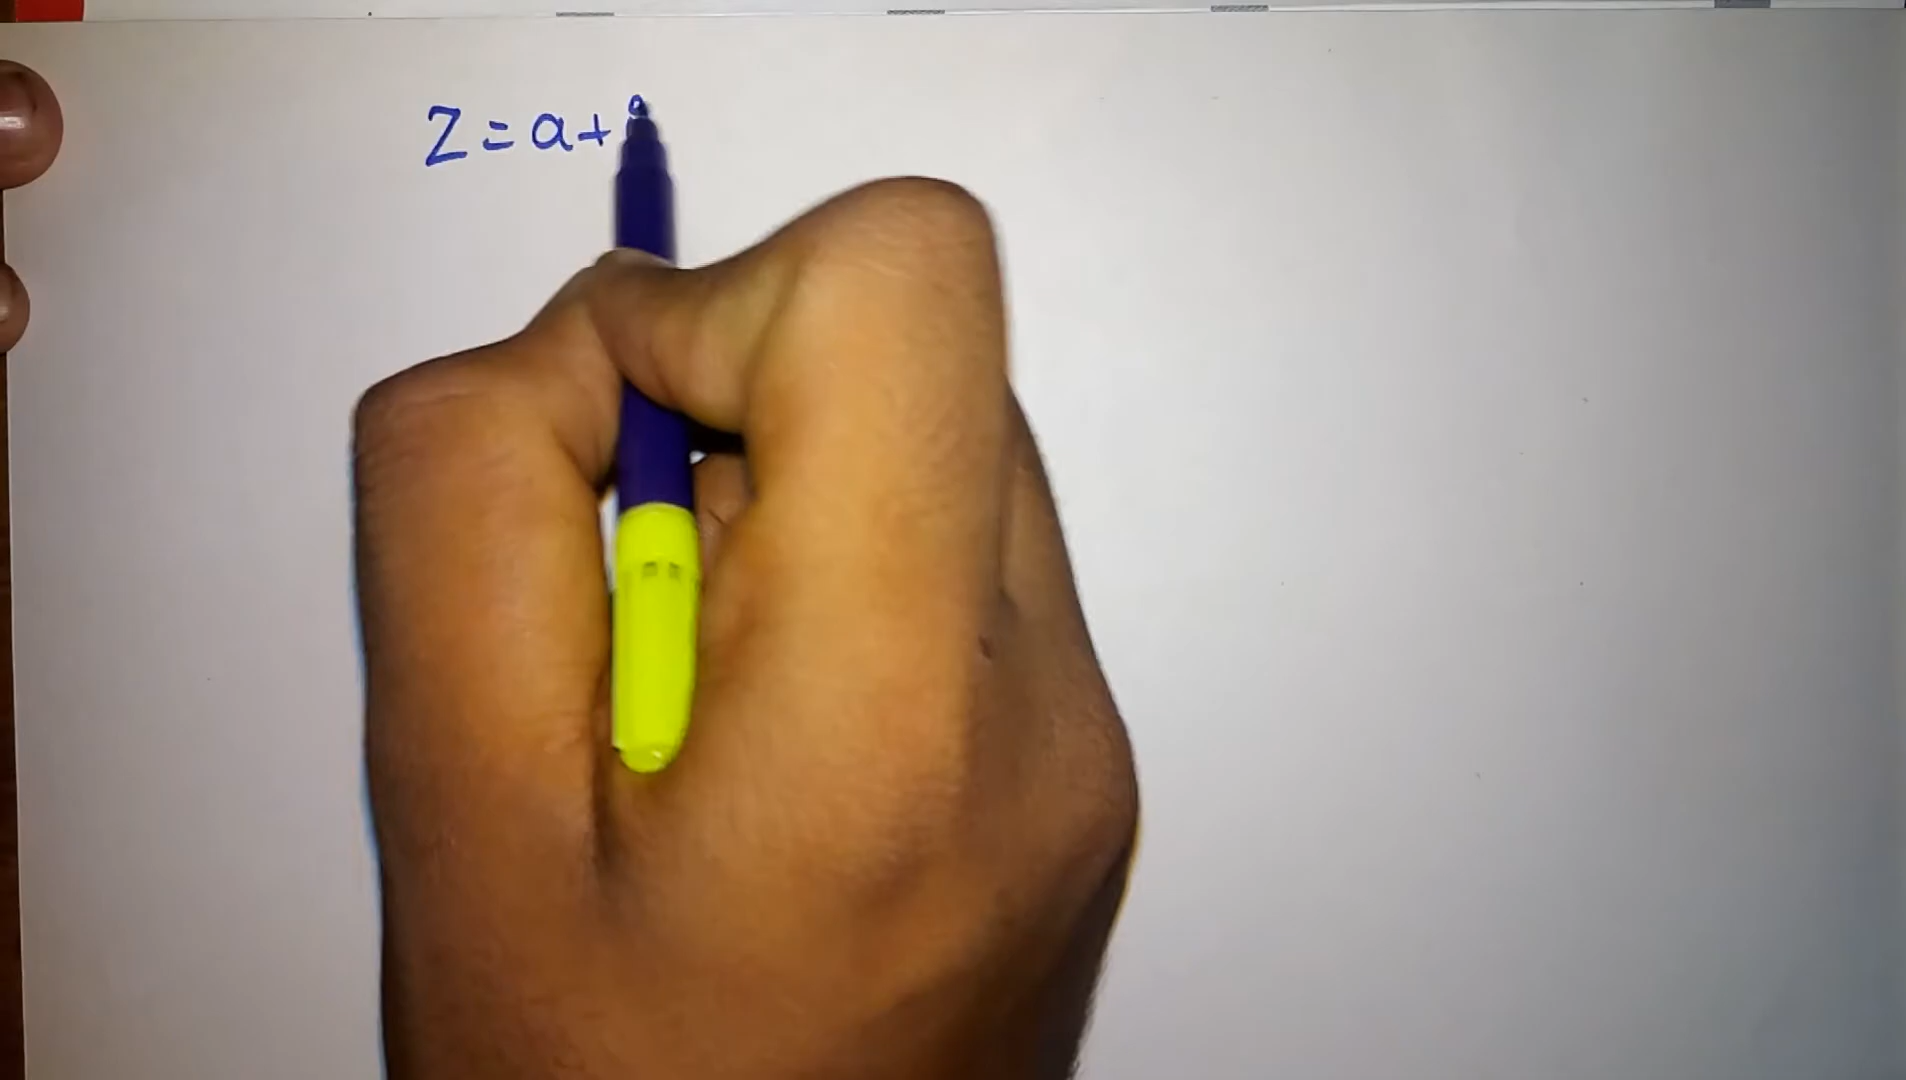 Z = a +